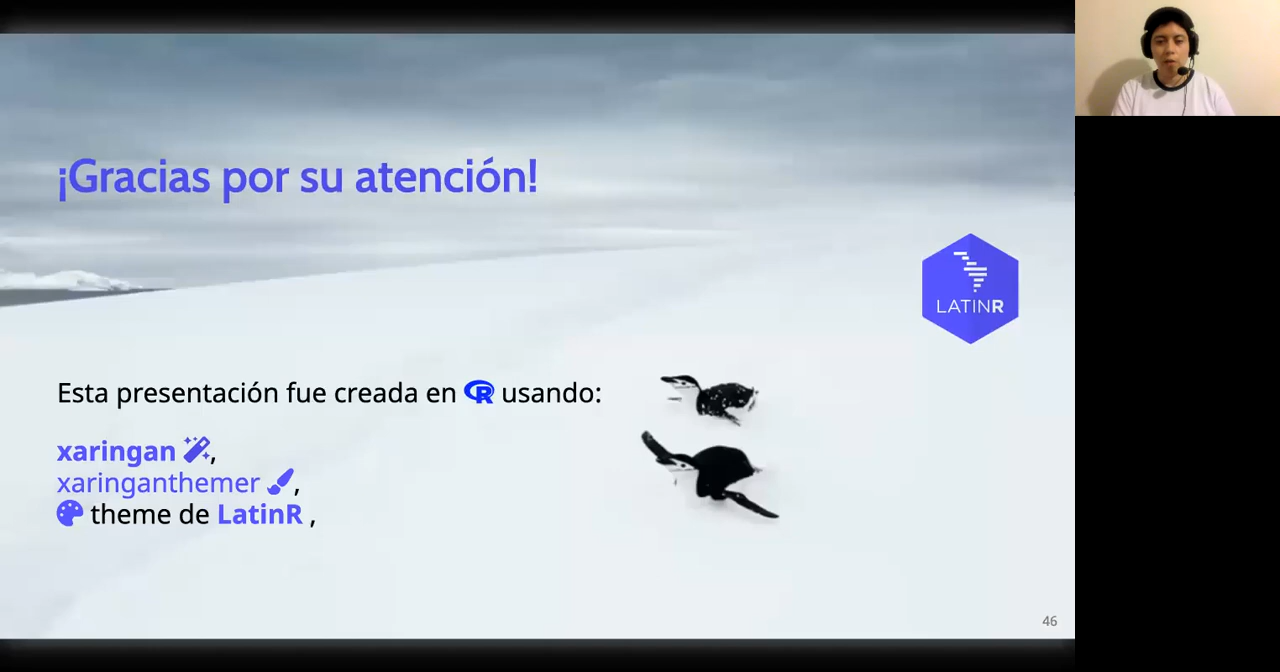 ¡Gracias por su atención!
LATINR
Esta presentación fue creada en R usando:
xaringan ,
xaringanthemer ,
theme de LatinR ,
46